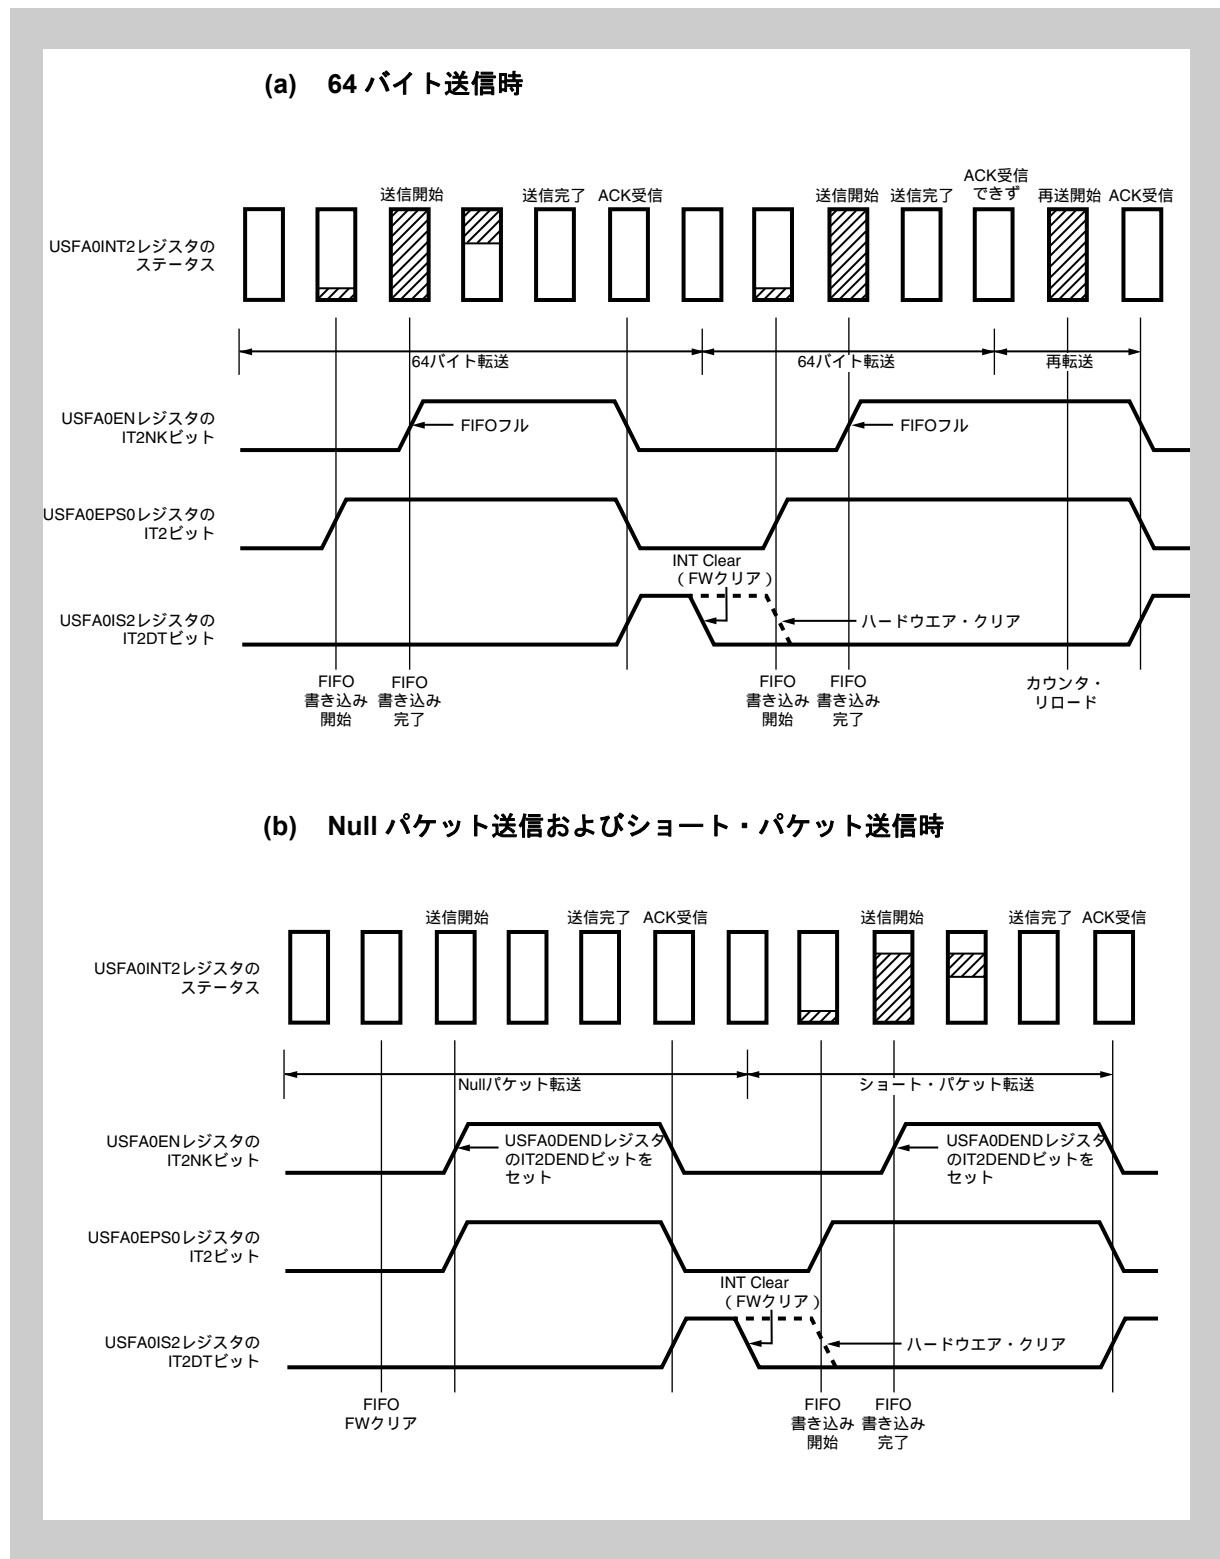 (a) 64 バイト送信時
送信開始
送信完了
ACK受信
送信開始
送信完了
ACK受信
できず
再送開始
ACK受信
USFA0INT2レジスタの
ステータス
64バイト転送
64バイト転送
再転送
USFA0ENレジスタの
IT2NKビット
FIFOフル
FIFOフル
USFA0EPS0レジスタの
IT2ビット
INT Clear
(FWクリア)
USFA0IS2レジスタの
IT2DTビット
ハードウエア・クリア
FIFO
書き込み
開始
FIFO
書き込み
完了
FIFO
書き込み
開始
FIFO
書き込み
完了
カウンタ・
リロード
(b) Null パケット送信およびショート・パケット送信時
送信開始
送信完了
ACK受信
送信開始
送信完了
ACK受信
USFA0INT2レジスタの
ステータス
Nullパケット転送
ショート・パケット転送
USFA0ENレジスタの
IT2NKビット
USFA0DENDレジスタ
のIT2DENDビットを
セット
USFA0DENDレジスタ
のIT2DENDビットを
セット
USFA0EPS0レジスタの
IT2ビット
INT Clear
(FWクリア)
USFA0IS2レジスタの
IT2DTビット
ハードウエア・クリア
FIFO
FWクリア
FIFO
書き込み
開始
FIFO
書き込み
完了